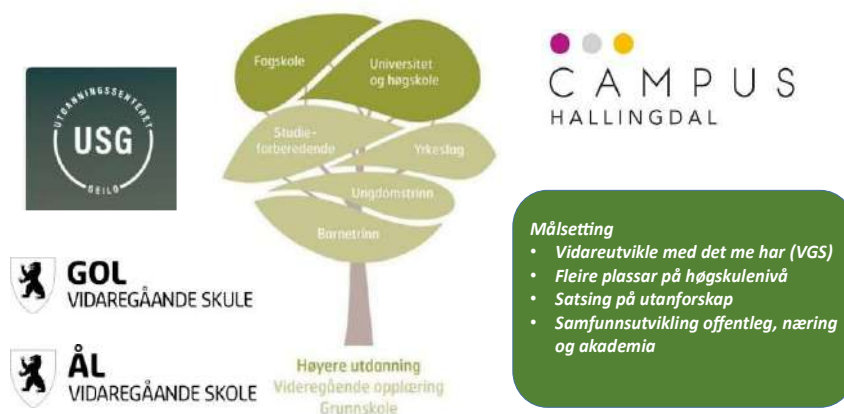 UTDANNINGSSENTERET
USG
GEILO
GOL
VIDAREGÅANDE SKULE
ÅL
VIDAREGÅANDE SKOLE
Fagskole
Universitet
og høgskole
Studie-
forberedende
Yrkesfag
Ungdomstrinn
Barnetrinn
Høyere utdanning
Videregående opplæring
Grunnskole
CAMPUS
HALLINGDAL
Målsetting
• Vidareutvikle med det me har (VGS)
• Fleire plassar på høgskulenivå
• Satsing på utanforskap
• Samfunnsutvikling offentleg, næring
og akademia